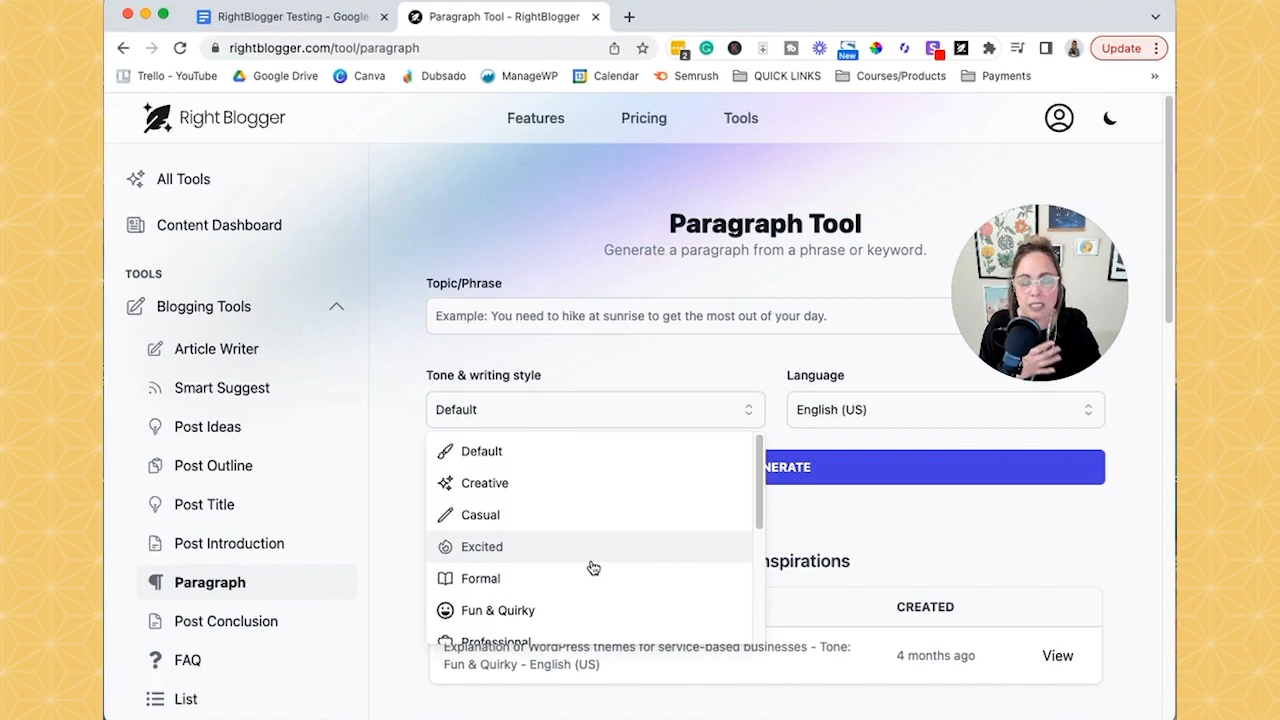 RightBlogger Testing - Google
Paragraph Tool - RightBlogger
rightblogger.com/tool/paragraph
2
New
Update
Trello - YouTube
Google Drive
Canva
Dubsado
ManageWP
Calendar
Semrush
QUICK LINKS
Courses/Products
Payments
»
RightBlogger
Features
Pricing
Tools
All Tools
Content Dashboard
TOOLS
Blogging Tools
Article Writer
Smart Suggest
Post Ideas
Post Outline
Post Title
Post Introduction
Paragraph
Post Conclusion
FAQ
List
Paragraph Tool
Generate a paragraph from a phrase or keyword.
Topic/Phrase
Example: You need to hike at sunrise to get the most out of your day.
Tone & writing style
Language
Default
English (US)
Default
Creative
Casual
Excited
Formal
Fun & Quirky
Professional
NERATE
nspirations
CREATED
Explanation of WordPress themes for service-based businesses - Tone:
Fun & Quirky - English (US)
4 months ago
View